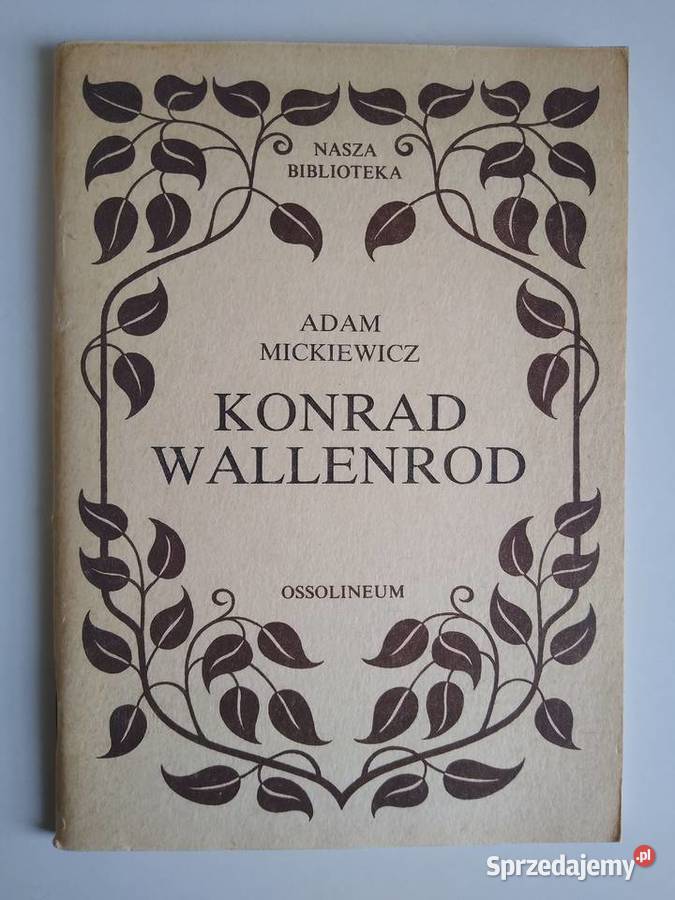 NASZA
BIBLIOTEKA
ADAM
MICKIEWICZ
KONRAD
WALLENROD
OSSOLINEUM
Sprzedajemy.pl